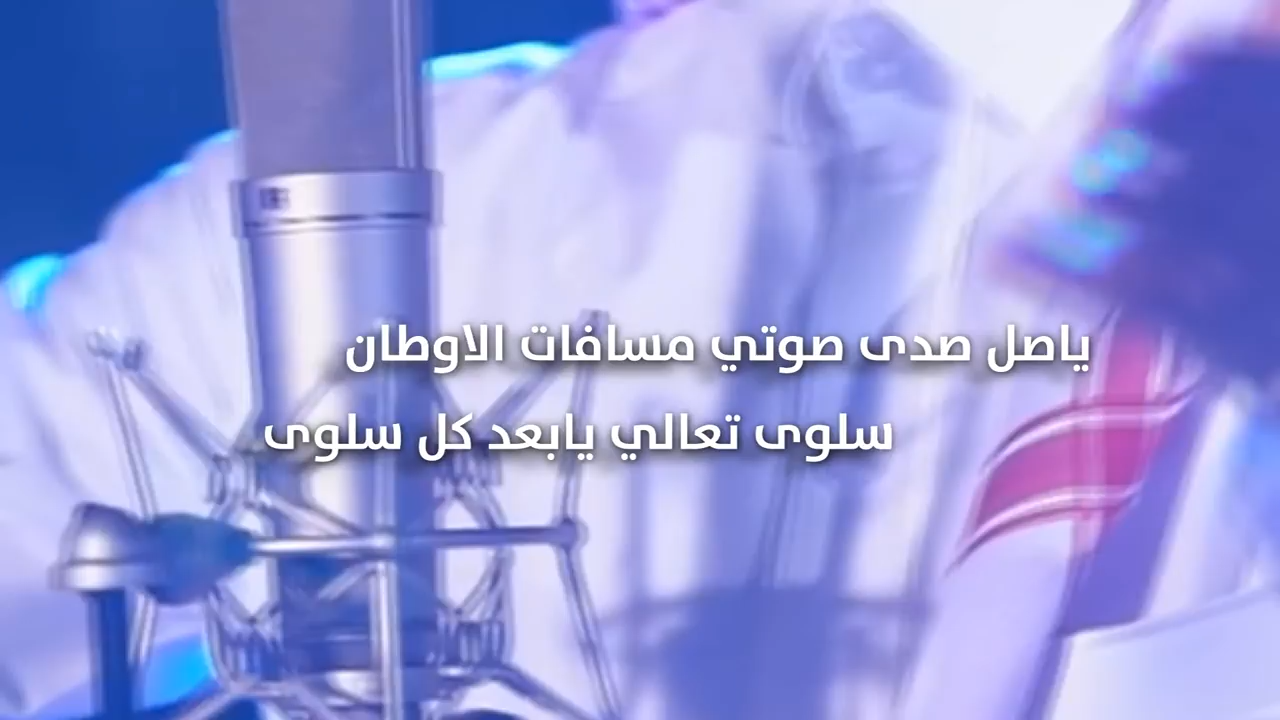 ياصل صدى صوتي مسافات الاوطان
سلوى تعالي يابعد كل سلوى